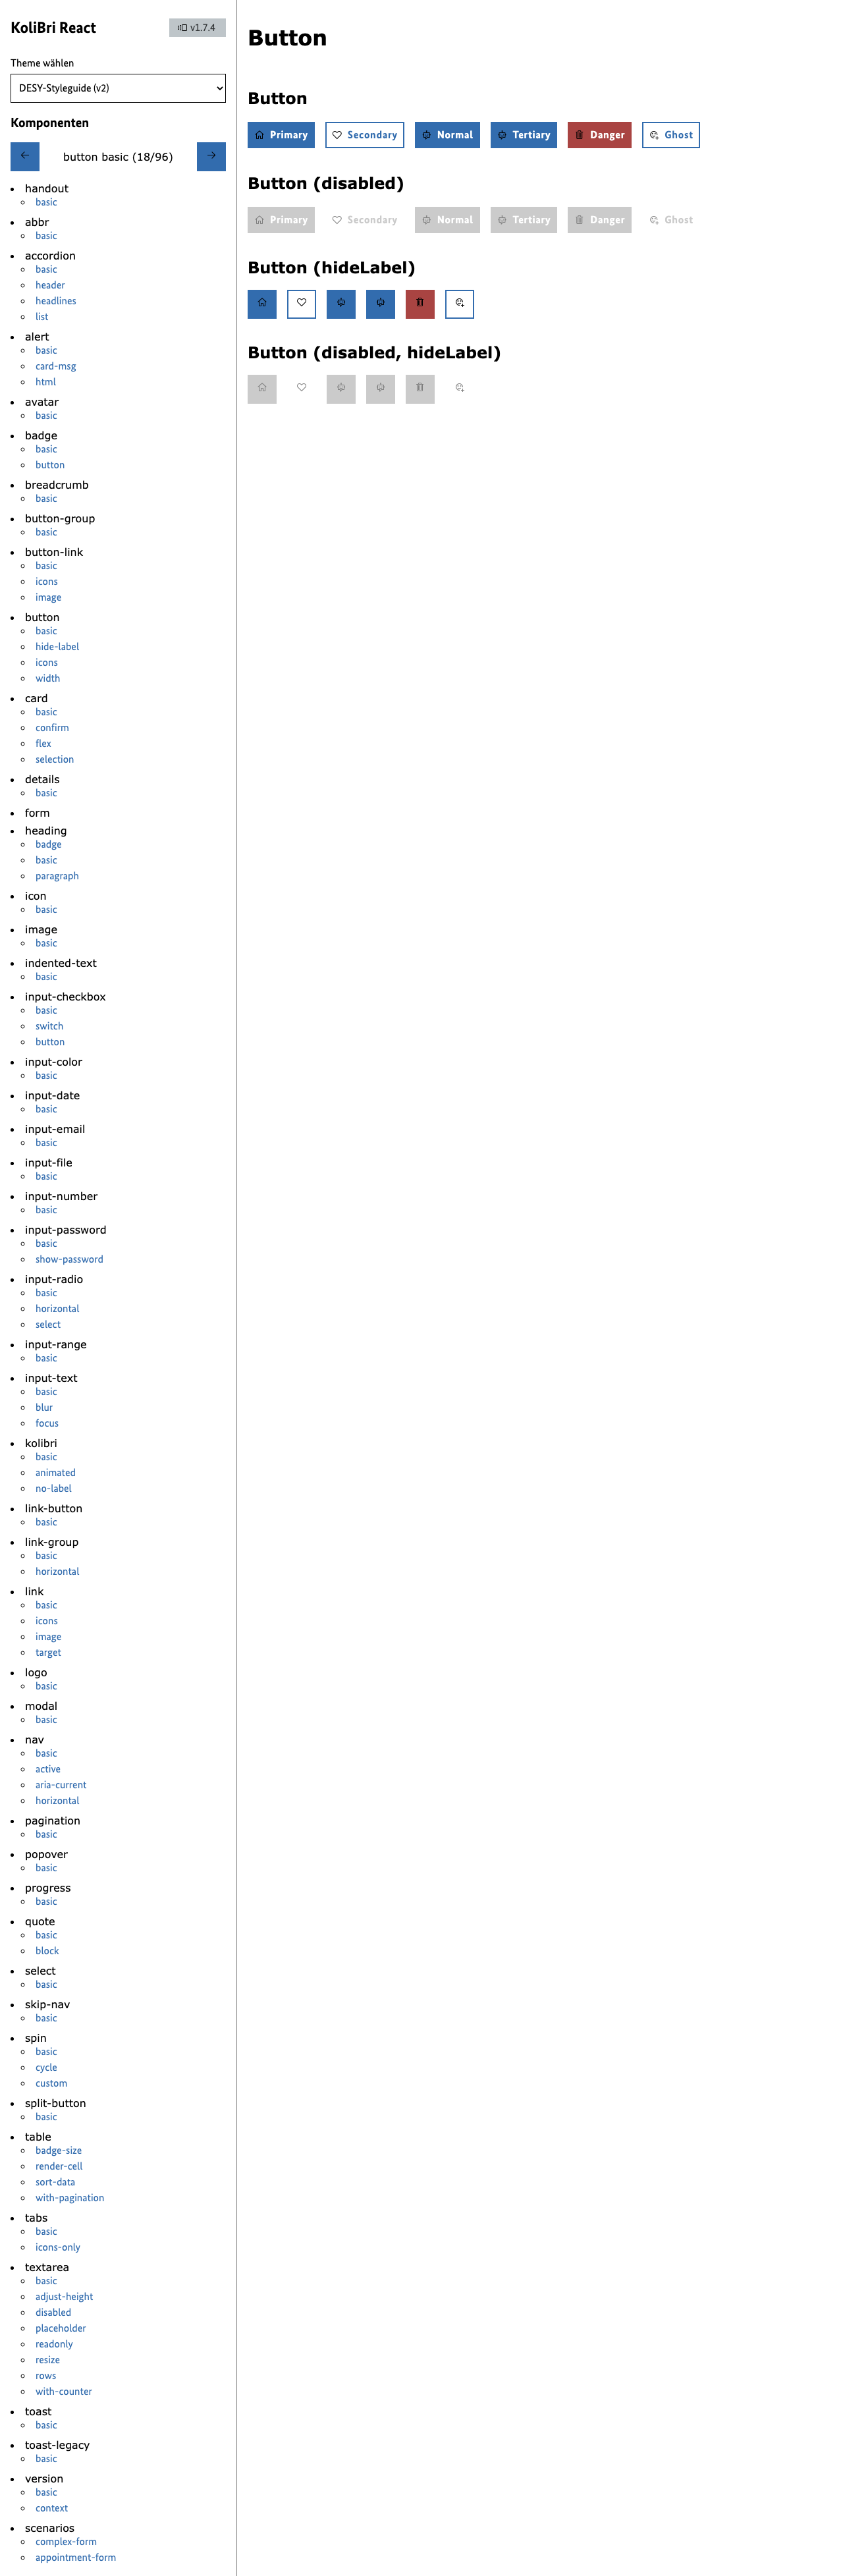 KoliBri React
v1.7.4
Theme wählen
DESY-Styleguide (v2)
Komponenten
button basic (18/96)
handout
basic
abbr
basic
accordion
basic
header
headlines
list
alert
basic
card-msg
html
avatar
basic
badge
basic
button
breadcrumb
basic
button-group
basic
button-link
basic
icons
image
button
basic
hide-label
icons
width
card
basic
confirm
flex
selection
details
basic
form
heading
badge
basic
paragraph
icon
basic
image
basic
indented-text
basic
input-checkbox
basic
switch
button
input-color
basic
input-date
basic
input-email
basic
input-file
basic
input-number
basic
input-password
basic
show-password
input-radio
basic
horizontal
select
input-range
basic
input-text
basic
blur
focus
kolibri
basic
animated
no-label
link-button
basic
link-group
basic
horizontal
link
basic
icons
image
target
logo
basic
modal
basic
nav
basic
active
aria-current
horizontal
pagination
basic
popover
basic
progress
basic
quote
basic
block
select
basic
skip-nav
basic
spin
basic
cycle
custom
split-button
basic
table
badge-size
render-cell
sort-data
with-pagination
tabs
basic
icons-only
textarea
basic
adjust-height
disabled
placeholder
readonly
resize
rows
with-counter
toast
basic
toast-legacy
basic
version
basic
context
scenarios
complex-form
appointment-form
Button
Button
Primary Secondary Normal Tertiary Danger Ghost
Button (disabled)
Primary Secondary Normal Tertiary Danger Ghost
Button (hideLabel)
Button (disabled, hideLabel)